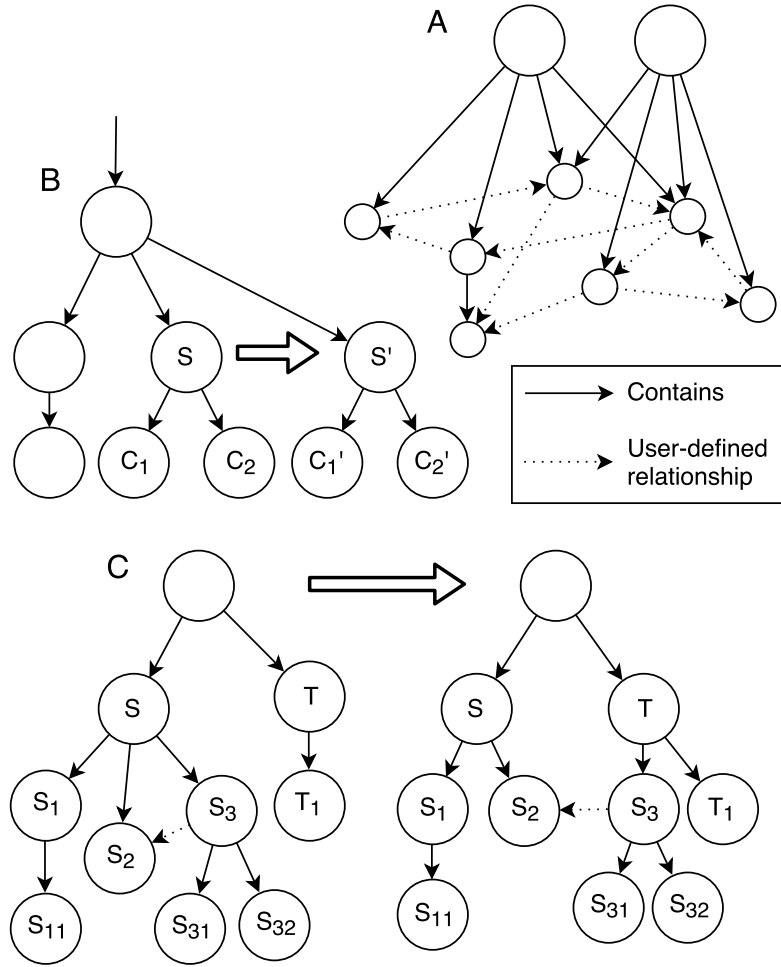 A
B
S
S'
C₁
C₂
C₁'
C₂'
Contains
User-defined
relationship
C
S
T
S₁
S₂
S₃
T₁
S₁₁
S₃₁
S₃₂
S
T
S₁
S₂
S₃
T₁
S₁₁
S₃₁
S₃₂